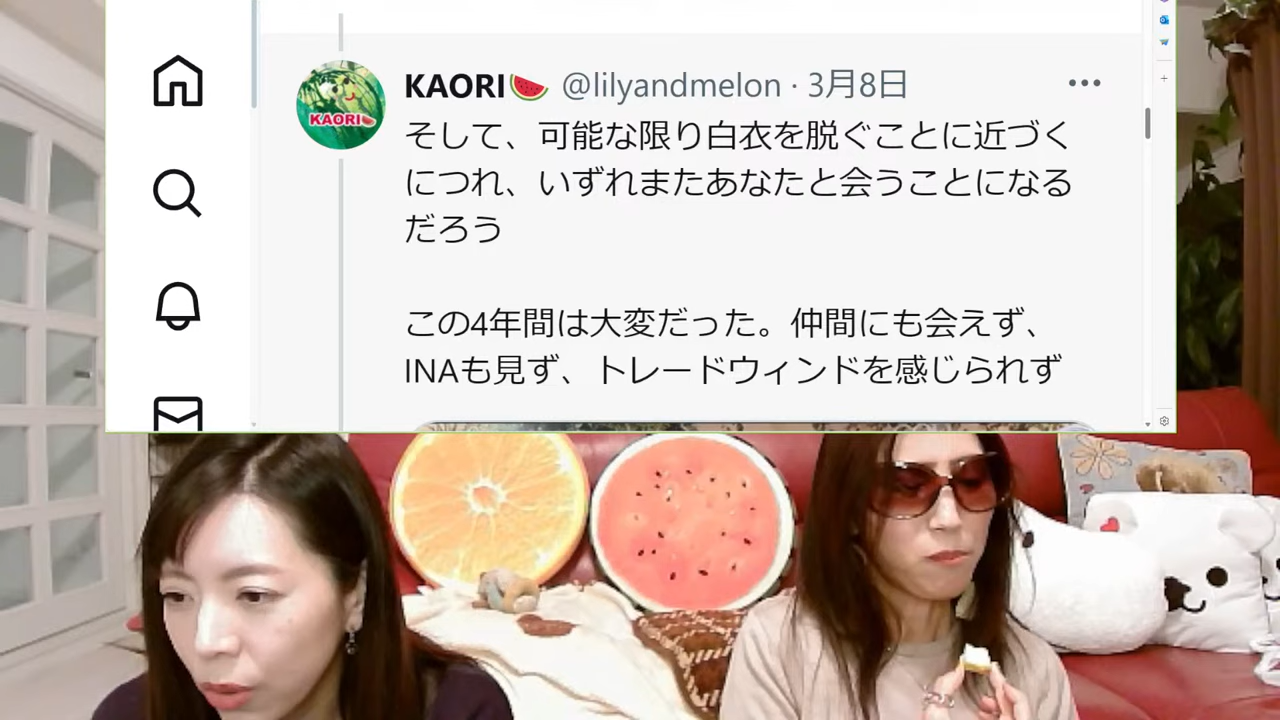 KAORI🍉 @lilyandmelon · 3月8日
KAORI🍉
そして、可能な限り白衣を脱ぐことに近づく
につれ、いずれまたあなたと会うことになる
だろう
この4年間は大変だった。仲間にも会えず、
INAも見ず、トレードウィンドを感じられず